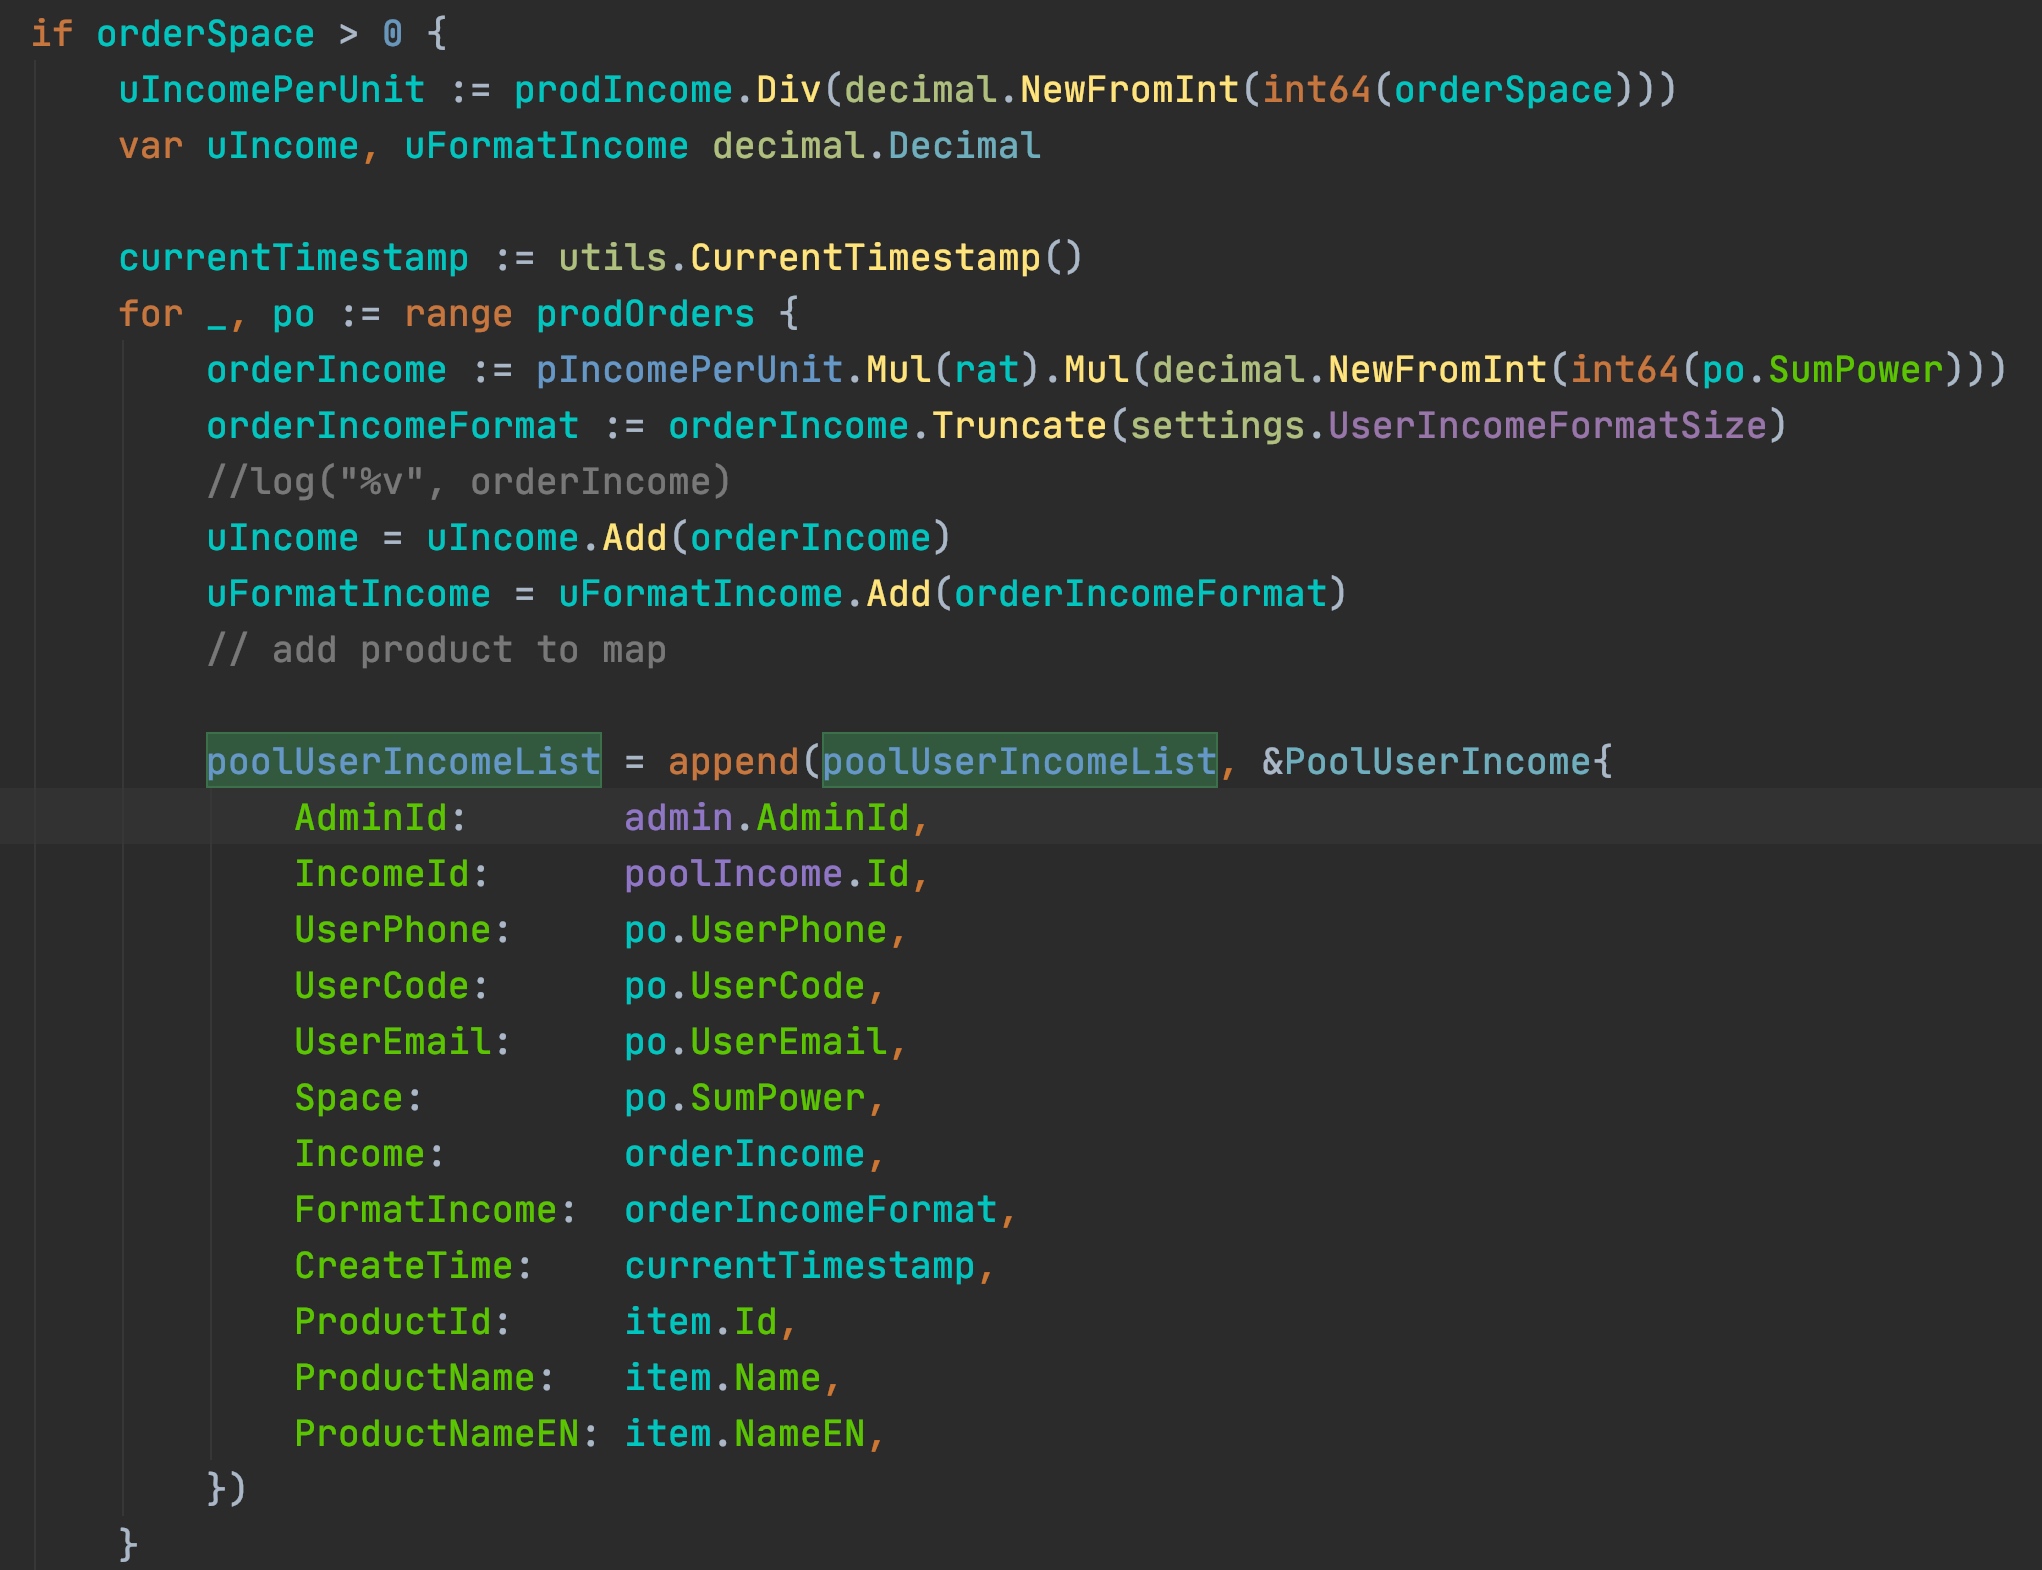 if orderSpace > 0 {
uIncomePerUnit := prodIncome.Div(decimal.NewFromInt(int64(orderSpace)))
var uIncome, uFormatIncome decimal.Decimal
currentTimestamp := utils.CurrentTimestamp()
for _, po := range prodOrders {
orderIncome := pIncomePerUnit.Mul(rat).Mul(decimal.NewFromInt(int64(po.SumPower)))
orderIncomeFormat := orderIncome.Truncate(settings.UserIncomeFormatSize)
//log("%v", orderIncome)
uIncome = uIncome.Add(orderIncome)
uFormatIncome = uFormatIncome.Add(orderIncomeFormat)
// add product to map
poolUserIncomeList = append(poolUserIncomeList, &PoolUserIncome{
AdminId: admin.AdminId,
IncomeId: poolIncome.Id,
UserPhone: po.UserPhone,
UserCode: po.UserCode,
UserEmail: po.UserEmail,
Space: po.SumPower,
Income: orderIncome,
FormatIncome: orderIncomeFormat,
CreateTime: currentTimestamp,
ProductId: item.Id,
ProductName: item.Name,
ProductNameEN: item.NameEN,
})
}